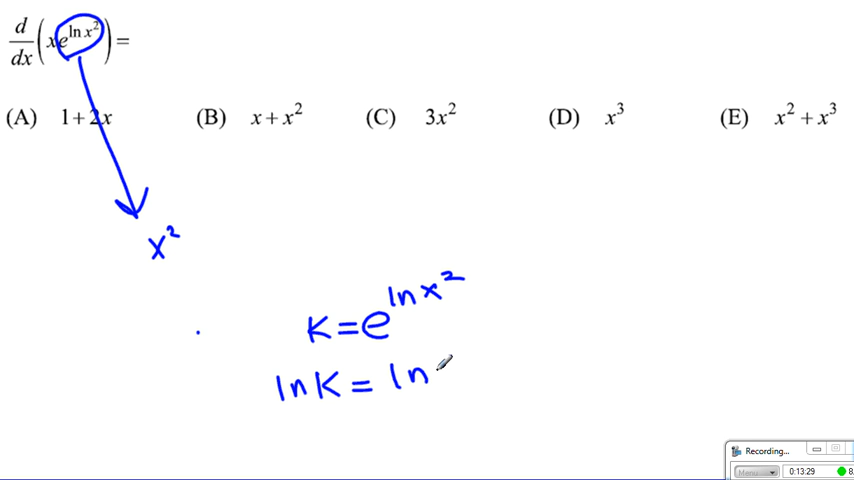 d/dx (xe^(ln x²)) =
(A) 1 + 2x (B) x + x² (C) 3x² (D) x³ (E) x² + x³
x²
K = e^(ln x²)
ln K = ln
Recording...
Menu 0:13:29 8